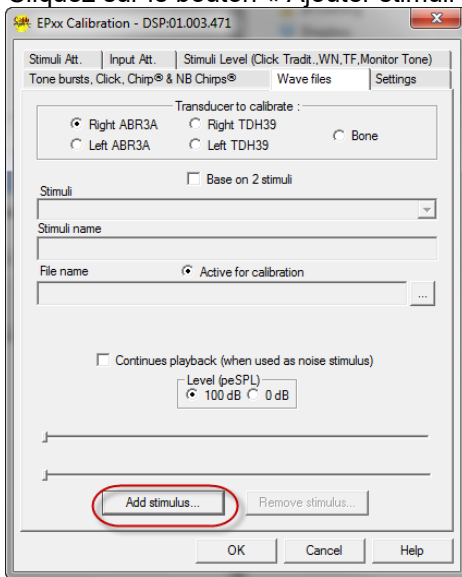 Cliquez sur le bouton « Ajouter stimuli
EPxx Calibration - DSP:01.003.471
Stimuli Att. Input Att. Stimuli Level (Click Tradit.,WN,TF,Monitor Tone)
Tone bursts, Click, Chirp® & NB Chirps® Wave files Settings
Transducer to calibrate :
Right ABR3A Right TDH39
Bone
Left ABR3A Left TDH39
Base on 2 stimuli
Stimuli
Stimuli name
File name Active for calibration
...
Continues playback (when used as noise stimulus)
Level (peSPL)
100 dB 0 dB
Add stimulus... Remove stimulus...
OK Cancel Help